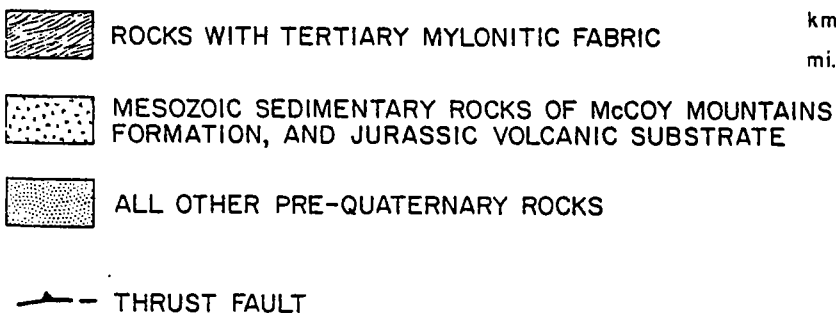 ROCKS WITH TERTIARY MYLONITIC FABRIC
km
mi.
MESOZOIC SEDIMENTARY ROCKS OF McCOY MOUNTAINS
FORMATION, AND JURASSIC VOLCANIC SUBSTRATE
ALL OTHER PRE-QUATERNARY ROCKS
THRUST FAULT